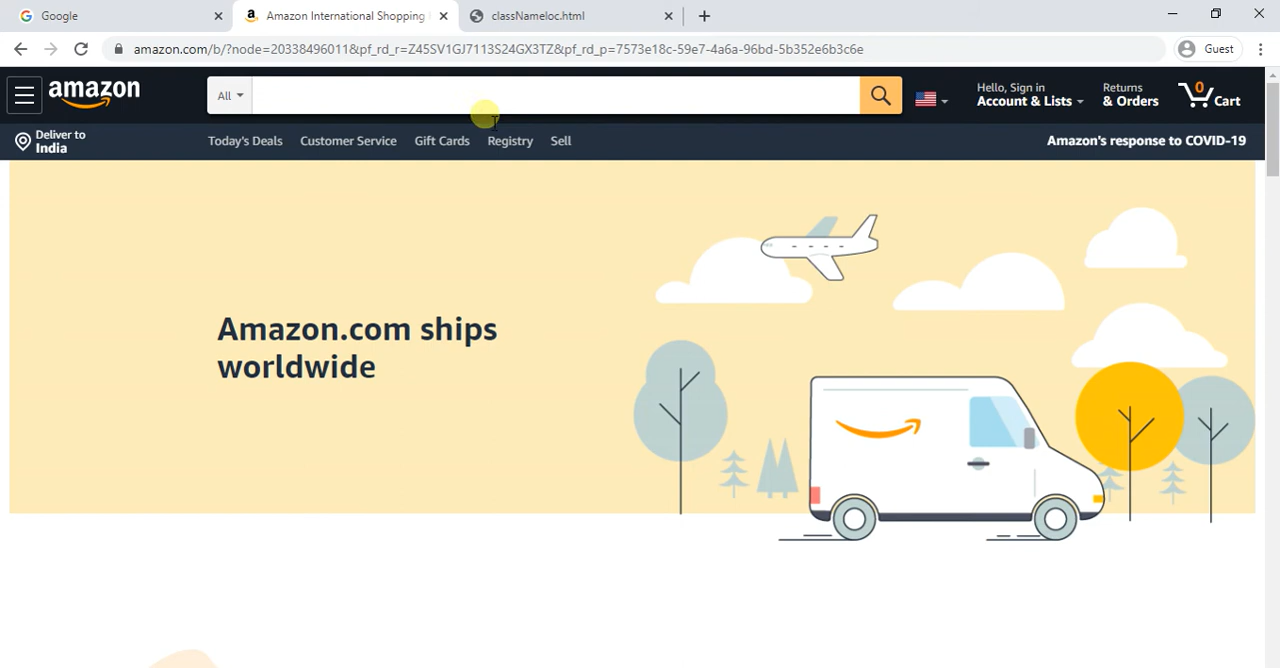 Google
Amazon International Shopping
classNameloc.html
amazon.com/b/?node=20338496011&pf_rd_r=Z45SV1GJ7113S24GX3TZ&pf_rd_p=7573e18c-59e7-4a6a-96bd-5b352e6b3c6e
Guest
amazon
All
Hello, Sign in
Account & Lists
Returns
& Orders
0
Cart
Deliver to
India
Today's Deals Customer Service Gift Cards Registry Sell
Amazon's response to COVID-19
Amazon.com ships
worldwide